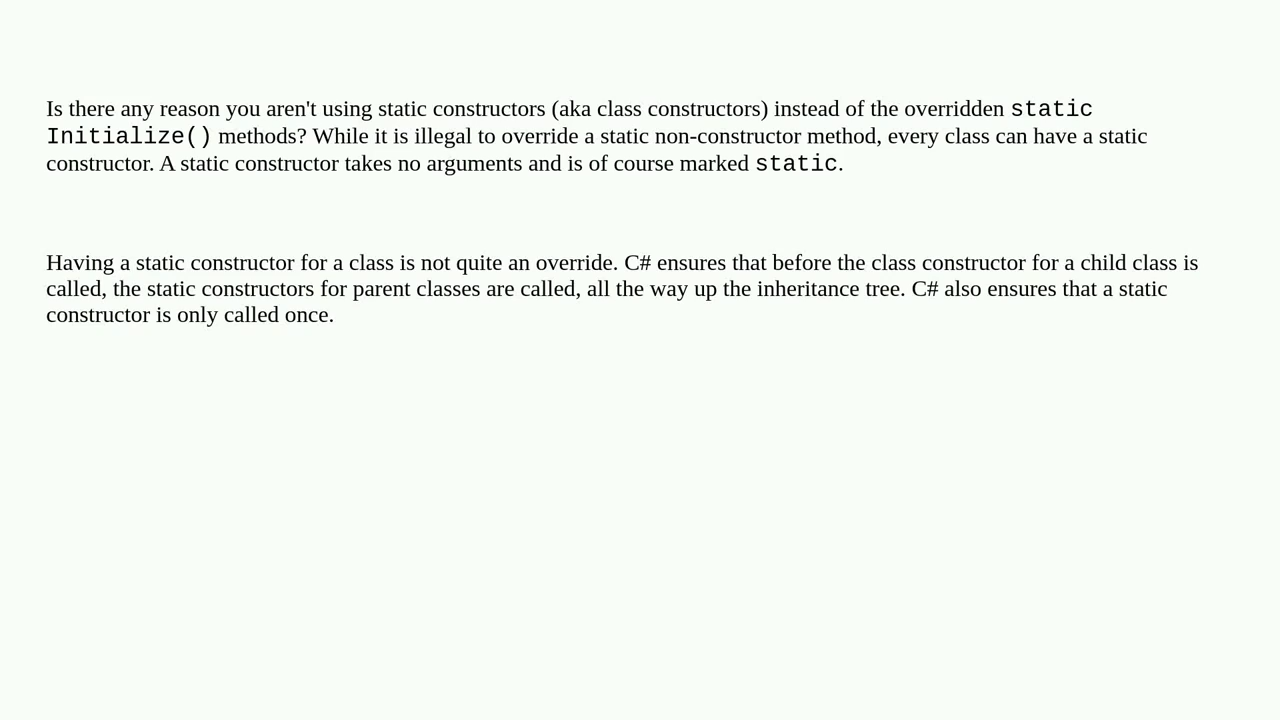 Is there any reason you aren't using static constructors (aka class constructors) instead of the overridden static
Initialize() methods? While it is illegal to override a static non-constructor method, every class can have a static
constructor. A static constructor takes no arguments and is of course marked static.
Having a static constructor for a class is not quite an override. C# ensures that before the class constructor for a child class is
called, the static constructors for parent classes are called, all the way up the inheritance tree. C# also ensures that a static
constructor is only called once.